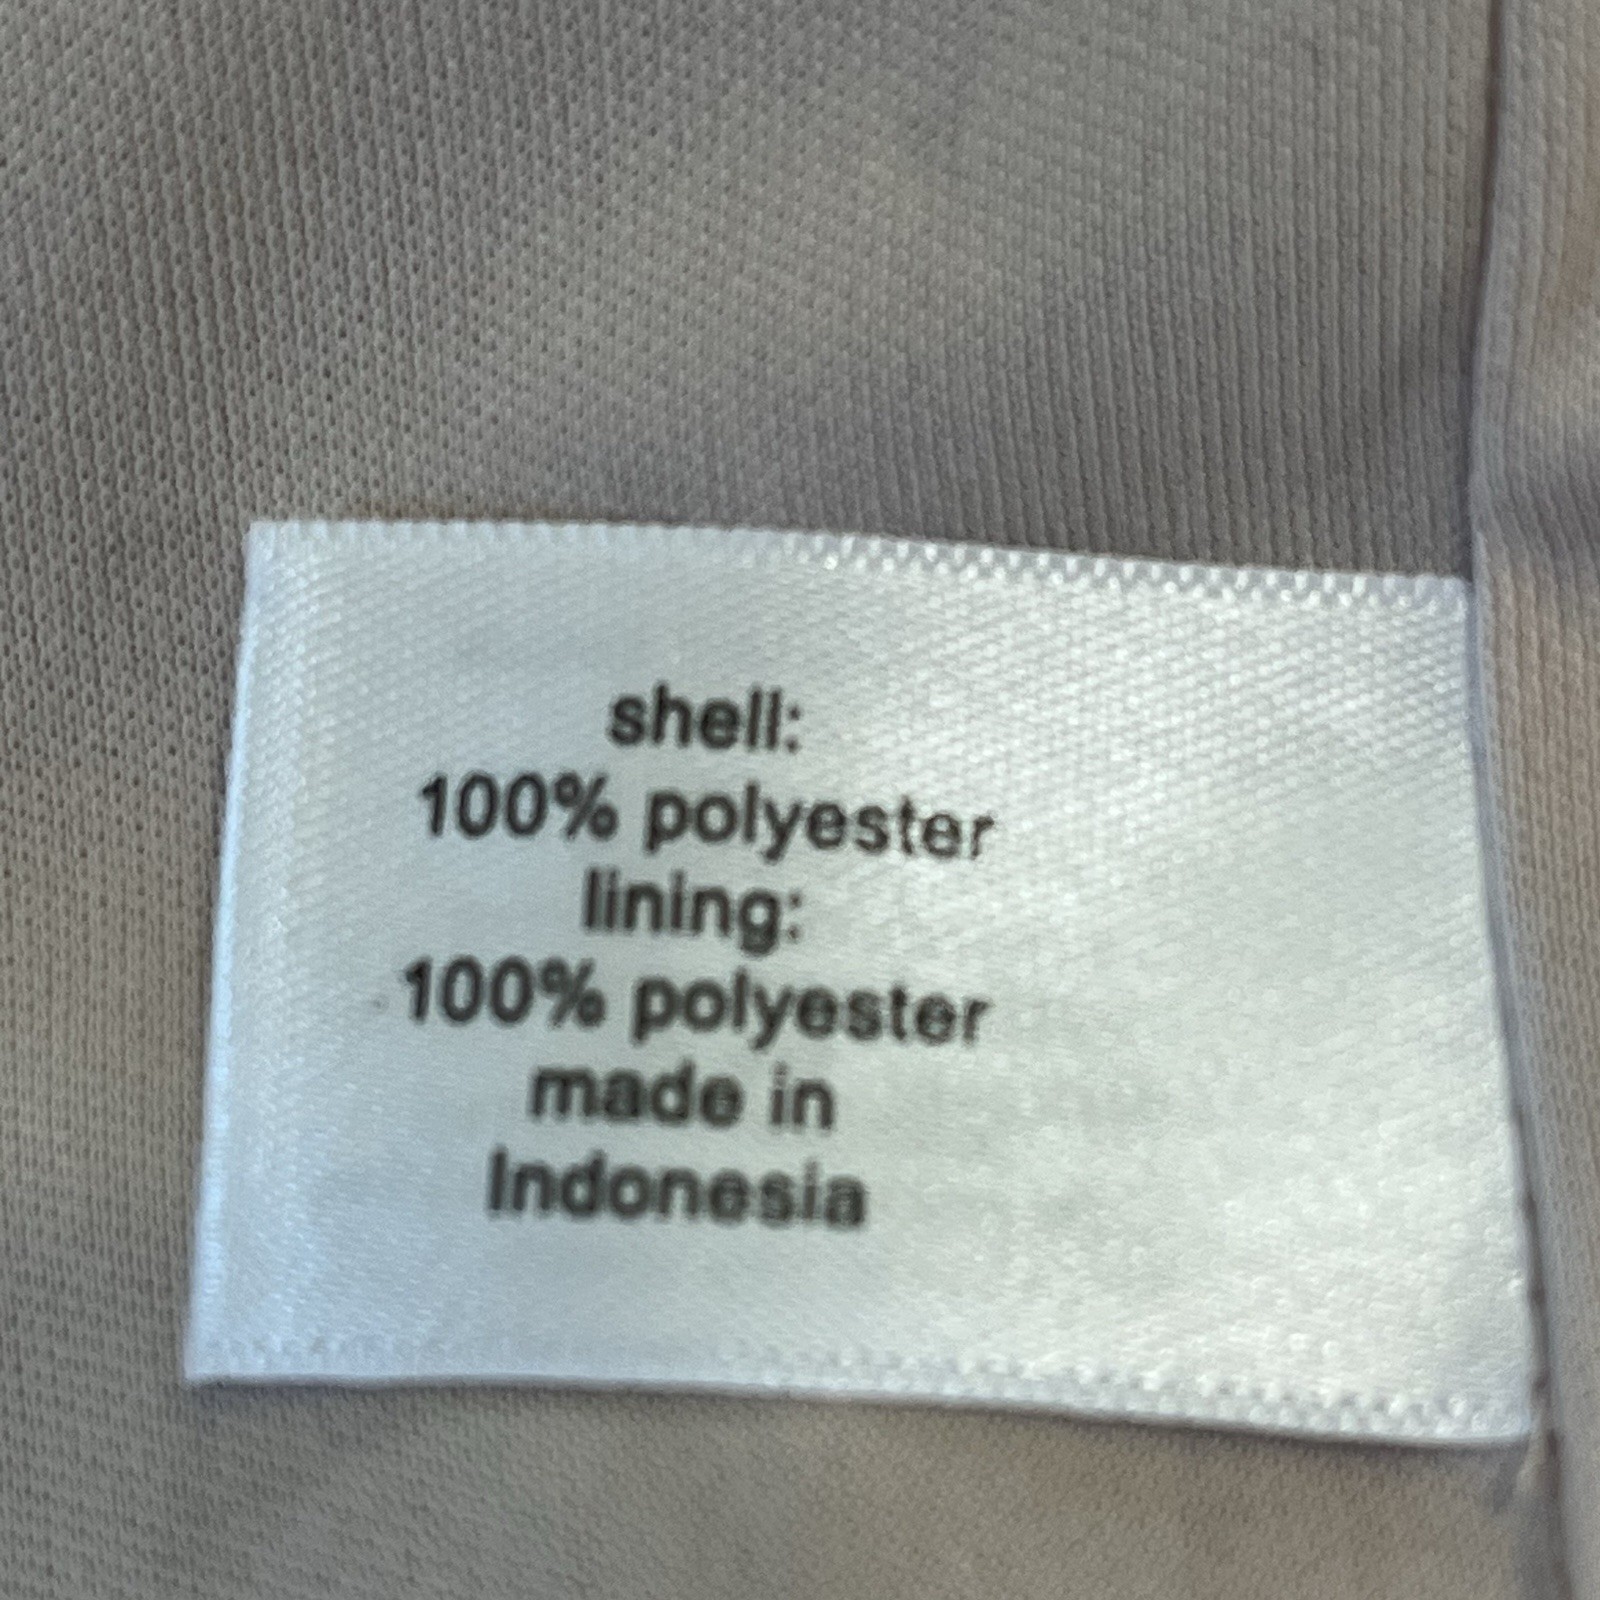 shell:
100% polyester
lining:
100% polyester
made in
Indonesia